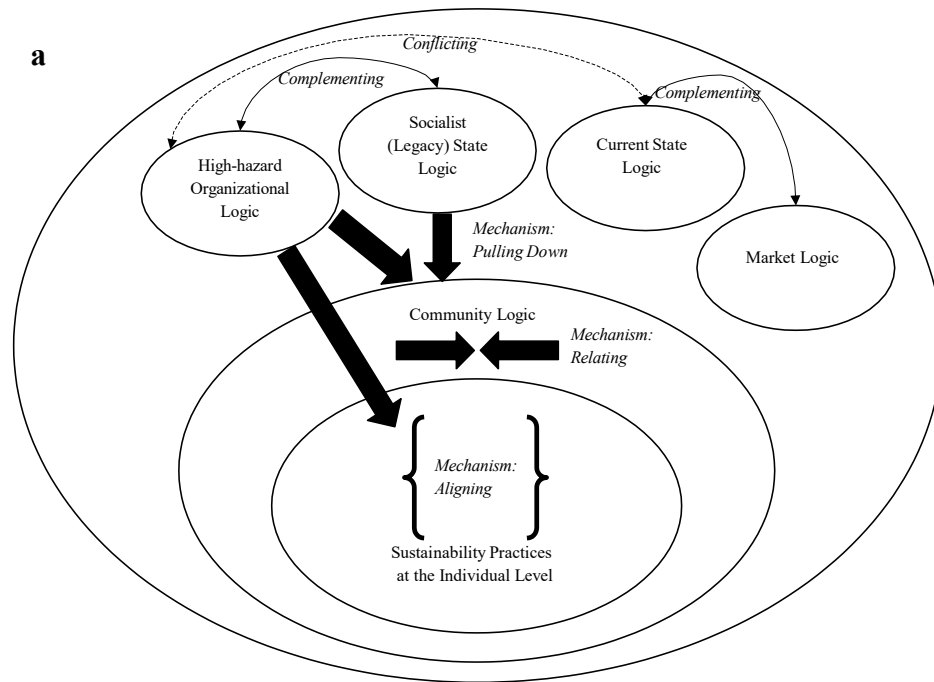 a
Conflicting
Complementing
Complementing
High-hazard
Organizational
Logic
Socialist
(Legacy) State
Logic
Current State
Logic
Market Logic
Mechanism:
Pulling Down
Community Logic
Mechanism:
Relating
Mechanism:
Aligning
Sustainability Practices
at the Individual Level